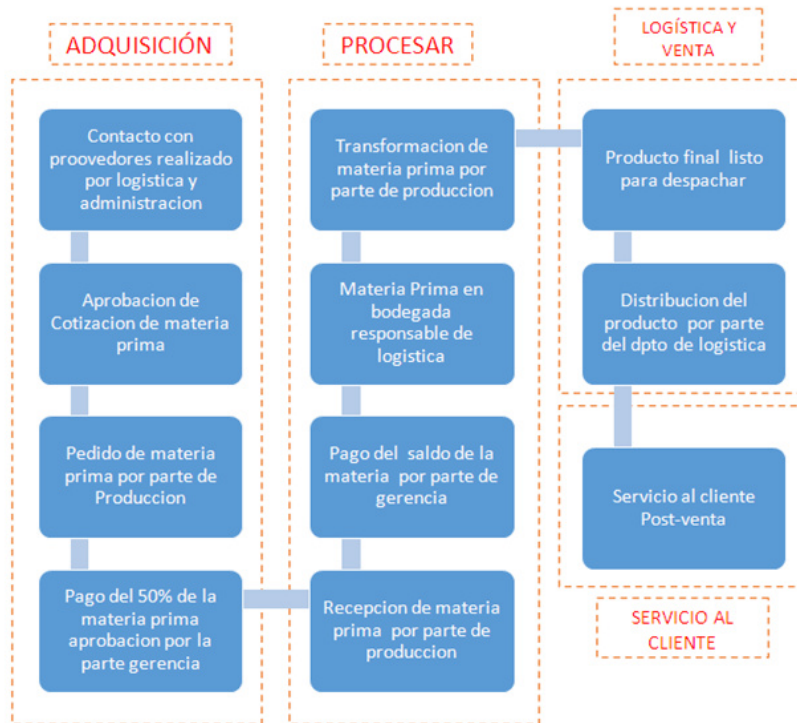 ADQUISICIÓN
Contacto con
proovedores realizado
por logistica y
administracion
Aprobacion de
Cotizacion de materia
prima
Pedido de materia
prima por parte de
Produccion
Pago del 50% de la
materia prima
aprobacion por la
parte gerencia
PROCESAR
Transformacion de
materia prima por
parte de produccion
Materia Prima en
bodegada
responsable de
logistica
Pago del saldo de la
materia por parte de
gerencia
Recepcion de materia
prima por parte de
produccion
LOGÍSTICA Y
VENTA
Producto final listo
para despachar
Distribucion del
producto por parte
del dpto de logistica
Servicio al cliente
Post-venta
SERVICIO AL
CLIENTE